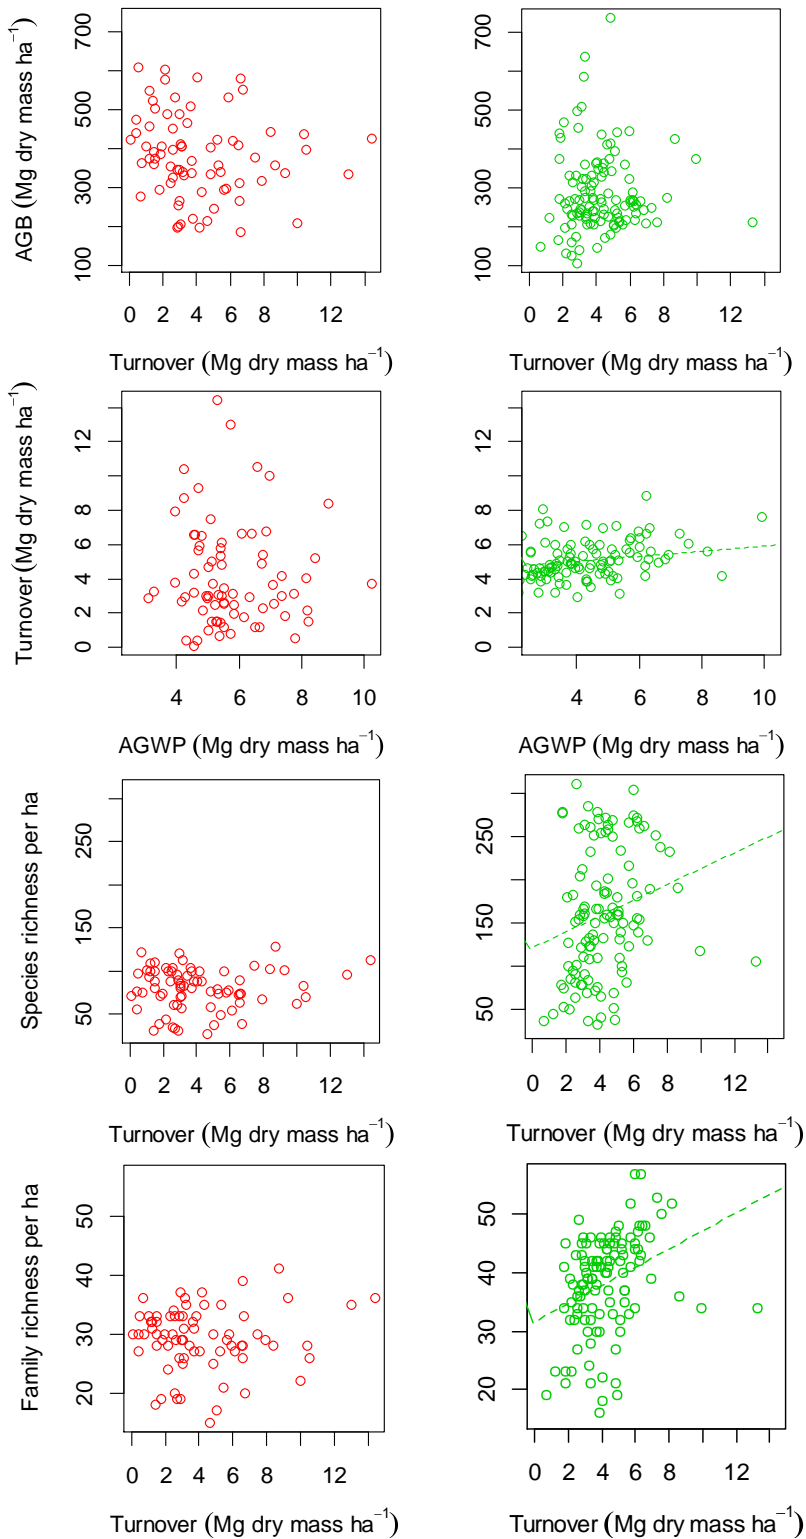 AGB (Mg dry mass ha⁻¹)
700
500
300
100
0 2 4 6 8 12
Turnover (Mg dry mass ha⁻¹)
700
500
300
100
0 2 4 6 8 12
Turnover (Mg dry mass ha⁻¹)
Turnover (Mg dry mass ha⁻¹)
12
8
6
4
2
0
4 6 8 10
AGWP (Mg dry mass ha⁻¹)
12
8
6
4
2
0
4 6 8 10
AGWP (Mg dry mass ha⁻¹)
Species richness per ha
250
150
50
0 2 4 6 8 12
Turnover (Mg dry mass ha⁻¹)
250
150
50
0 2 4 6 8 12
Turnover (Mg dry mass ha⁻¹)
Family richness per ha
50
40
30
20
0 2 4 6 8 12
Turnover (Mg dry mass ha⁻¹)
50
40
30
20
0 2 4 6 8 12
Turnover (Mg dry mass ha⁻¹)